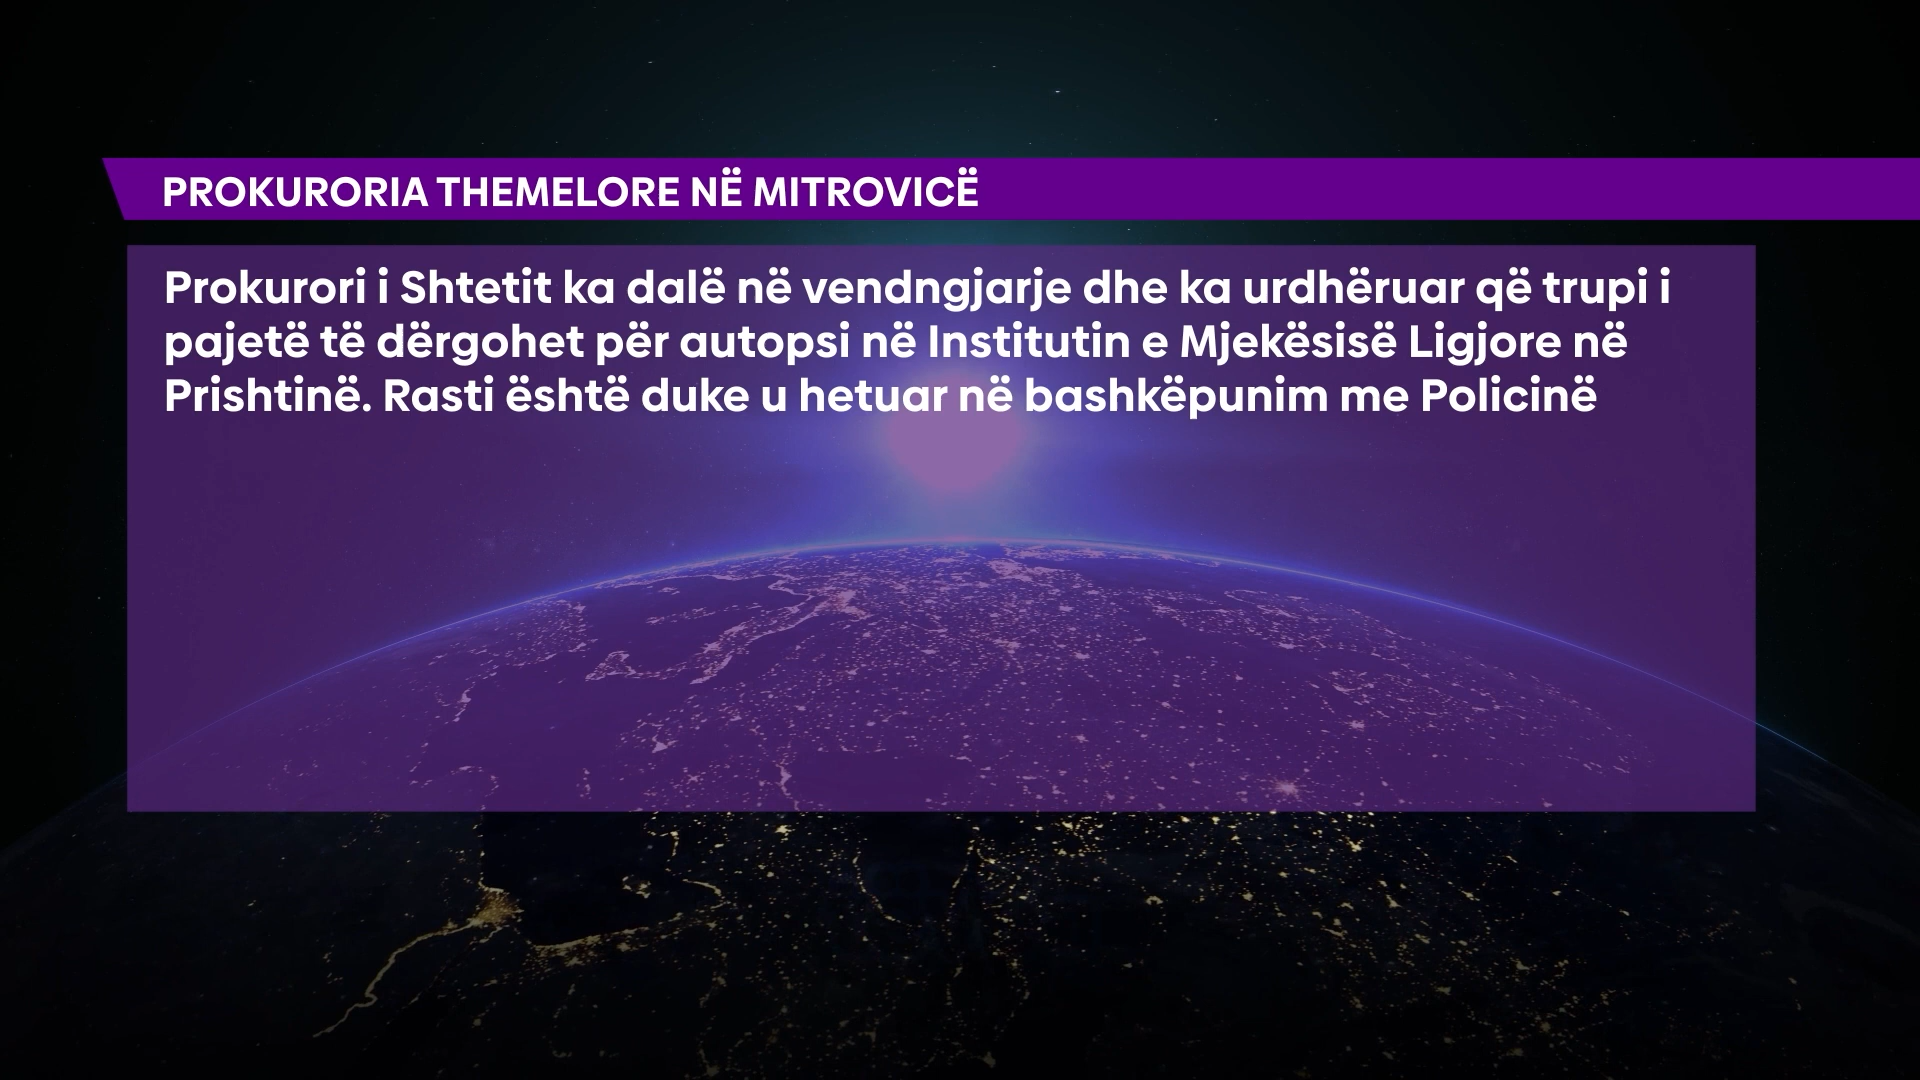 PROKURORIA THEMELORE NË MITROVICË
Prokurori i Shtetit ka dalë në vendngjarje dhe ka urdhëruar që trupi i
pajetë të dërgohet për autopsi në Institutin e Mjekësisë Ligjore në
Prishtinë. Rasti është duke u hetuar në bashkëpunim me Policinë